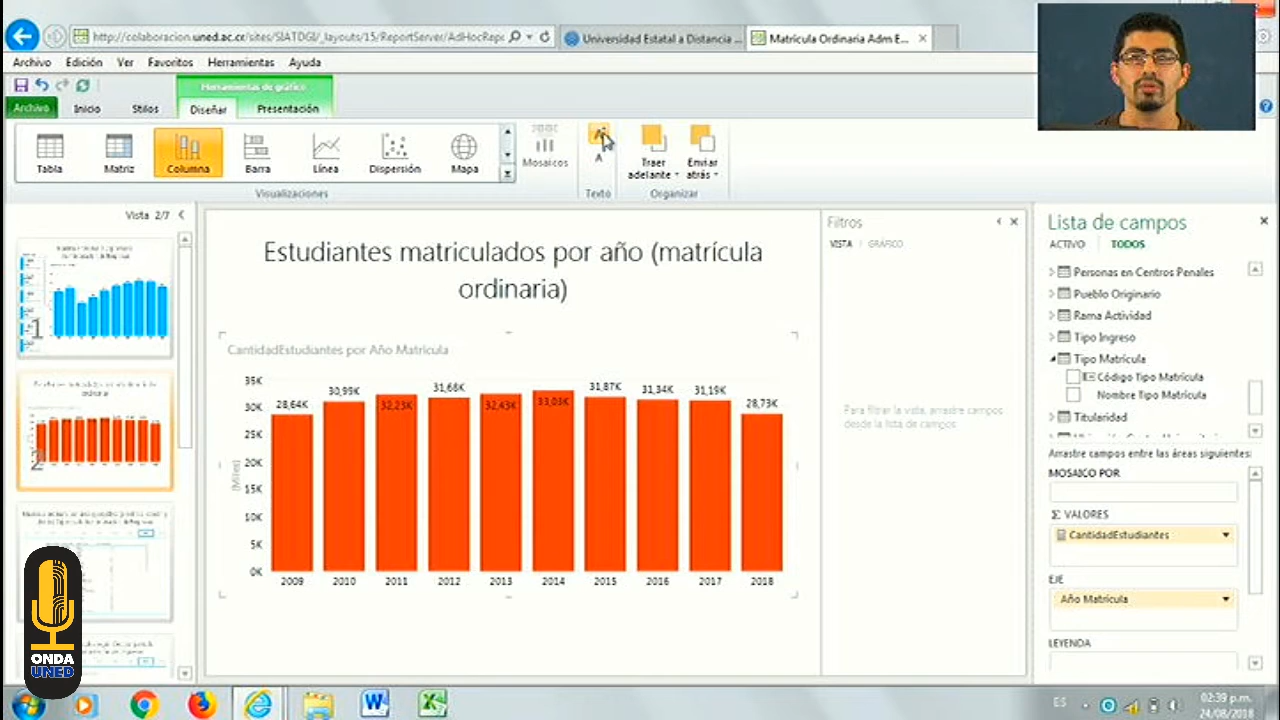 http://colaboracion.uned.ac.cr/sites/SIATDGI/_layouts/15/ReportServer/AdHocRepo
Universidad Estatal a Distancia ...
Matrícula Ordinaria Adm E...
Archivo Edición Ver Favoritos Herramientas Ayuda
Herramientas de gráfico
Archivo Inicio Stilos Diseñar Presentación
Tabla Matriz Columna Barra Línea Dispersión Mapa Mosaicos
A
Traer adelante
Enviar atrás
Visualizaciones Texto Organizar
Vista 2/7
1
2
Estudiantes matriculados por año (matrícula
ordinaria)
CantidadEstudiantes por Año Matricula
(Miles)
35K
30K
25K
20K
15K
10K
5K
0K
28,64K 30,99K 32,23K 31,66K 32,43K 33,03K 31,87K 31,34K 31,19K 28,73K
2009 2010 2011 2012 2013 2014 2015 2016 2017 2018
Filtros
VISTA | GRÁFICO
Para filtrar la vista, arrastre campos
desde la lista de campos
Lista de campos
ACTIVO TODOS
Personas en Centros Penales
Pueblo Originario
Rama Actividad
Tipo Ingreso
Tipo Matrícula
Código Tipo Matrícula
Nombre Tipo Matrícula
Titularidad
Arrastre campos entre las áreas siguientes:
MOSAICO POR
Σ VALORES
CantidadEstudiantes
EJE
Año Matrícula
LEYENDA
ONDA
UNED
ES
02:39 p.m.
24/08/2018